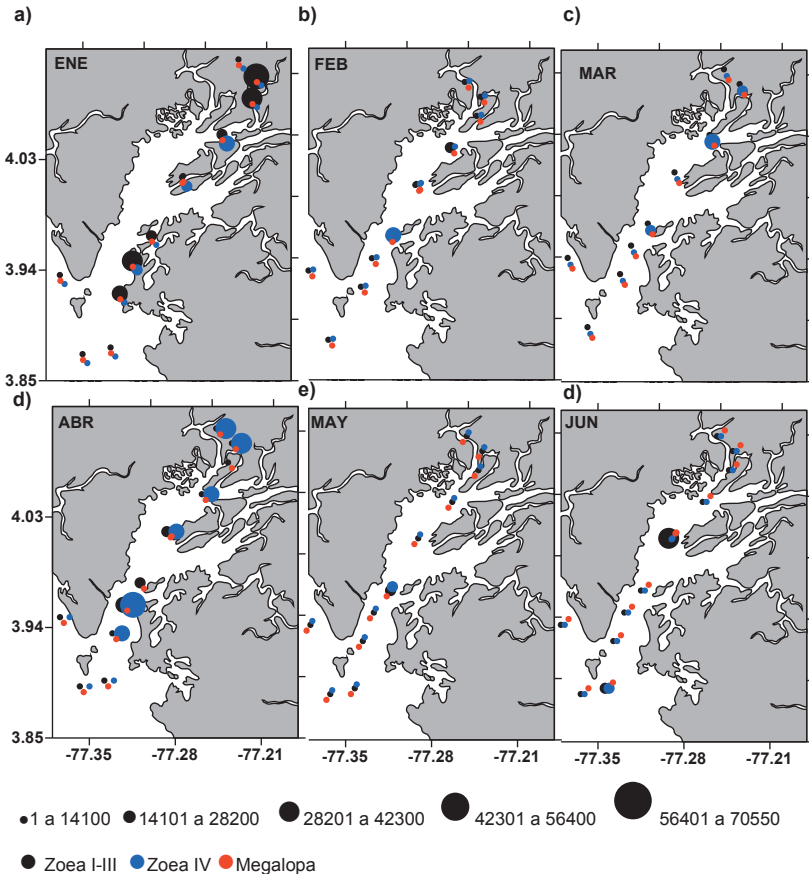 a)
b)
c)
ENE
FEB
MAR
4.03
3.94
3.85
d)
e)
d)
ABR
MAY
JUN
4.03
3.94
3.85
-77.35 -77.28 -77.21
-77.35 -77.28 -77.21
-77.35 -77.28 -77.21
1 a 14100 14101 a 28200 28201 a 42300 42301 a 56400 56401 a 70550
Zoea I-III Zoea IV Megalopa